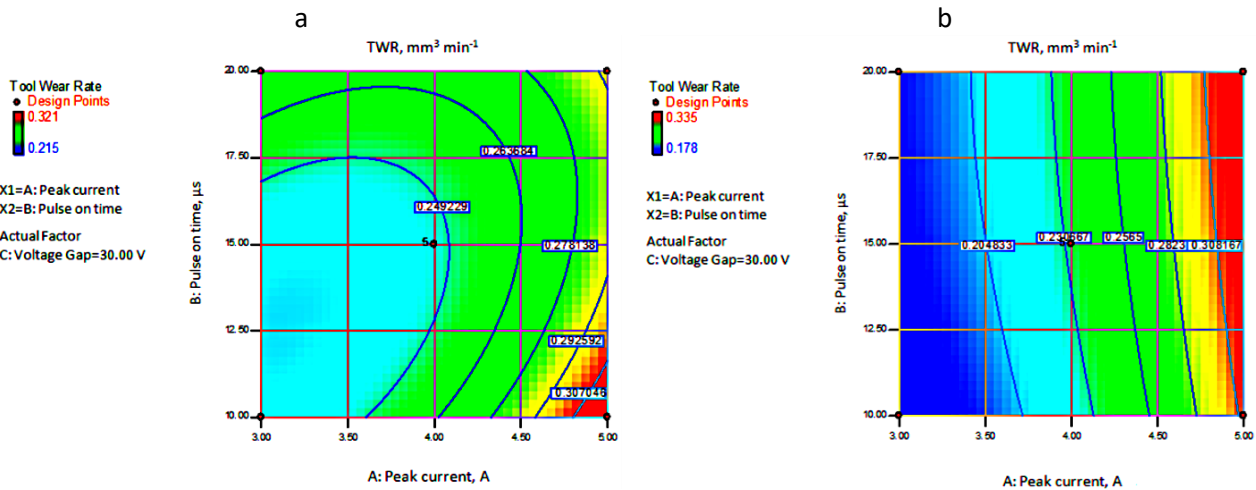 a
TWR, mm³ min⁻¹
Tool Wear Rate
Design Points
0.321
0.215
X1=A: Peak current
X2=B: Pulse on time
Actual Factor
C: Voltage Gap=30.00 V
B: Pulse on time, µs
20.00
17.50
15.00
12.50
10.00
0.263684
0.249229
5
0.278138
0.292592
0.307046
3.00 3.50 4.00 4.50 5.00
A: Peak current, A
b
TWR, mm³ min⁻¹
Tool Wear Rate
Design Points
0.335
0.178
X1=A: Peak current
X2=B: Pulse on time
Actual Factor
C: Voltage Gap=30.00 V
B: Pulse on time, µs
20.00
17.50
15.00
12.50
10.00
0.204833 0.2565 0.2823 0.308167
3.00 3.50 4.00 4.50 5.00
A: Peak current, A